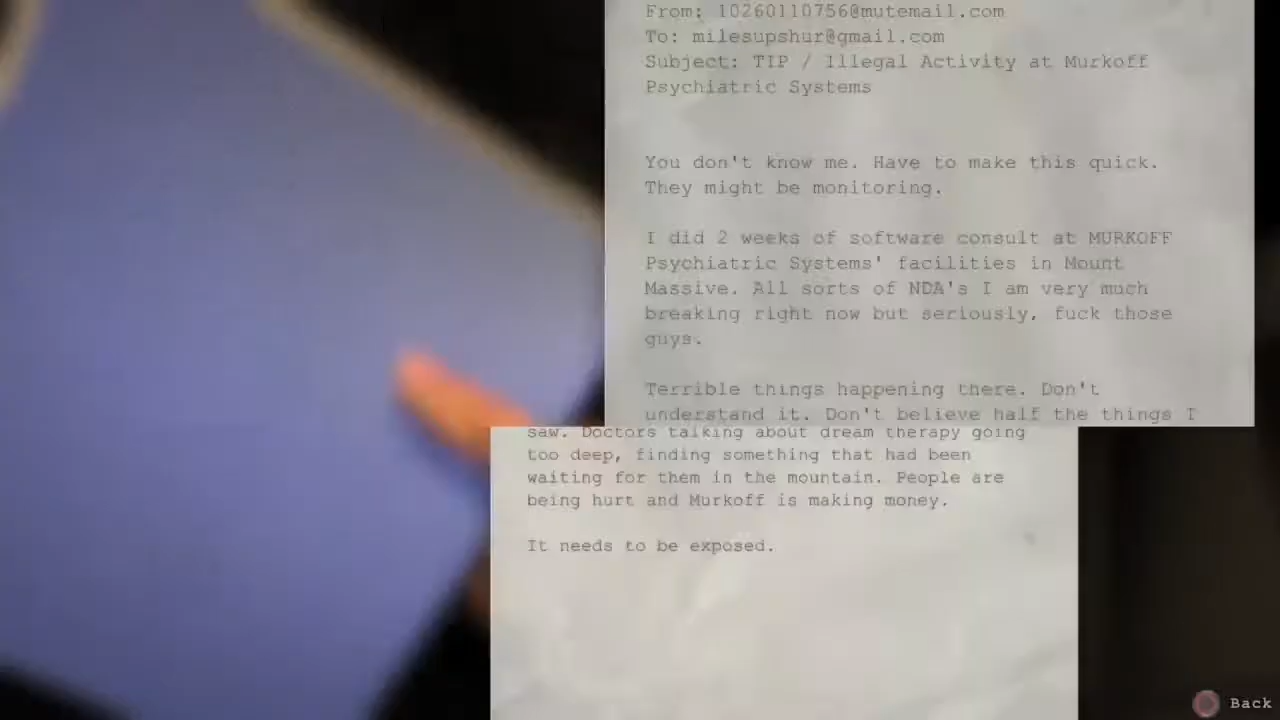 From: 10260110756@mutemail.com
To: milesupshur@gmail.com
Subject: TIP / Illegal Activity at Murkoff
Psychiatric Systems
You don't know me. Have to make this quick.
They might be monitoring.
I did 2 weeks of software consult at MURKOFF
Psychiatric Systems' facilities in Mount
Massive. All sorts of NDA's I am very much
breaking right now but seriously, fuck those
guys.
Terrible things happening there. Don't
understand it. Don't believe half the things I
saw. Doctors talking about dream therapy going
too deep, finding something that had been
waiting for them in the mountain. People are
being hurt and Murkoff is making money.
It needs to be exposed.
Back